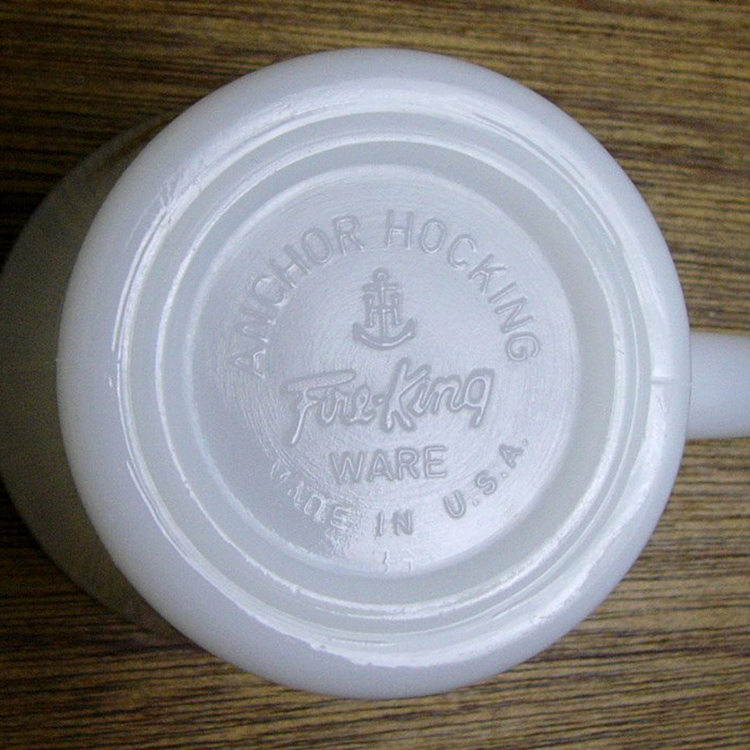 ANCHOR HOCKING
Fire-King
WARE
MADE IN U.S.A.